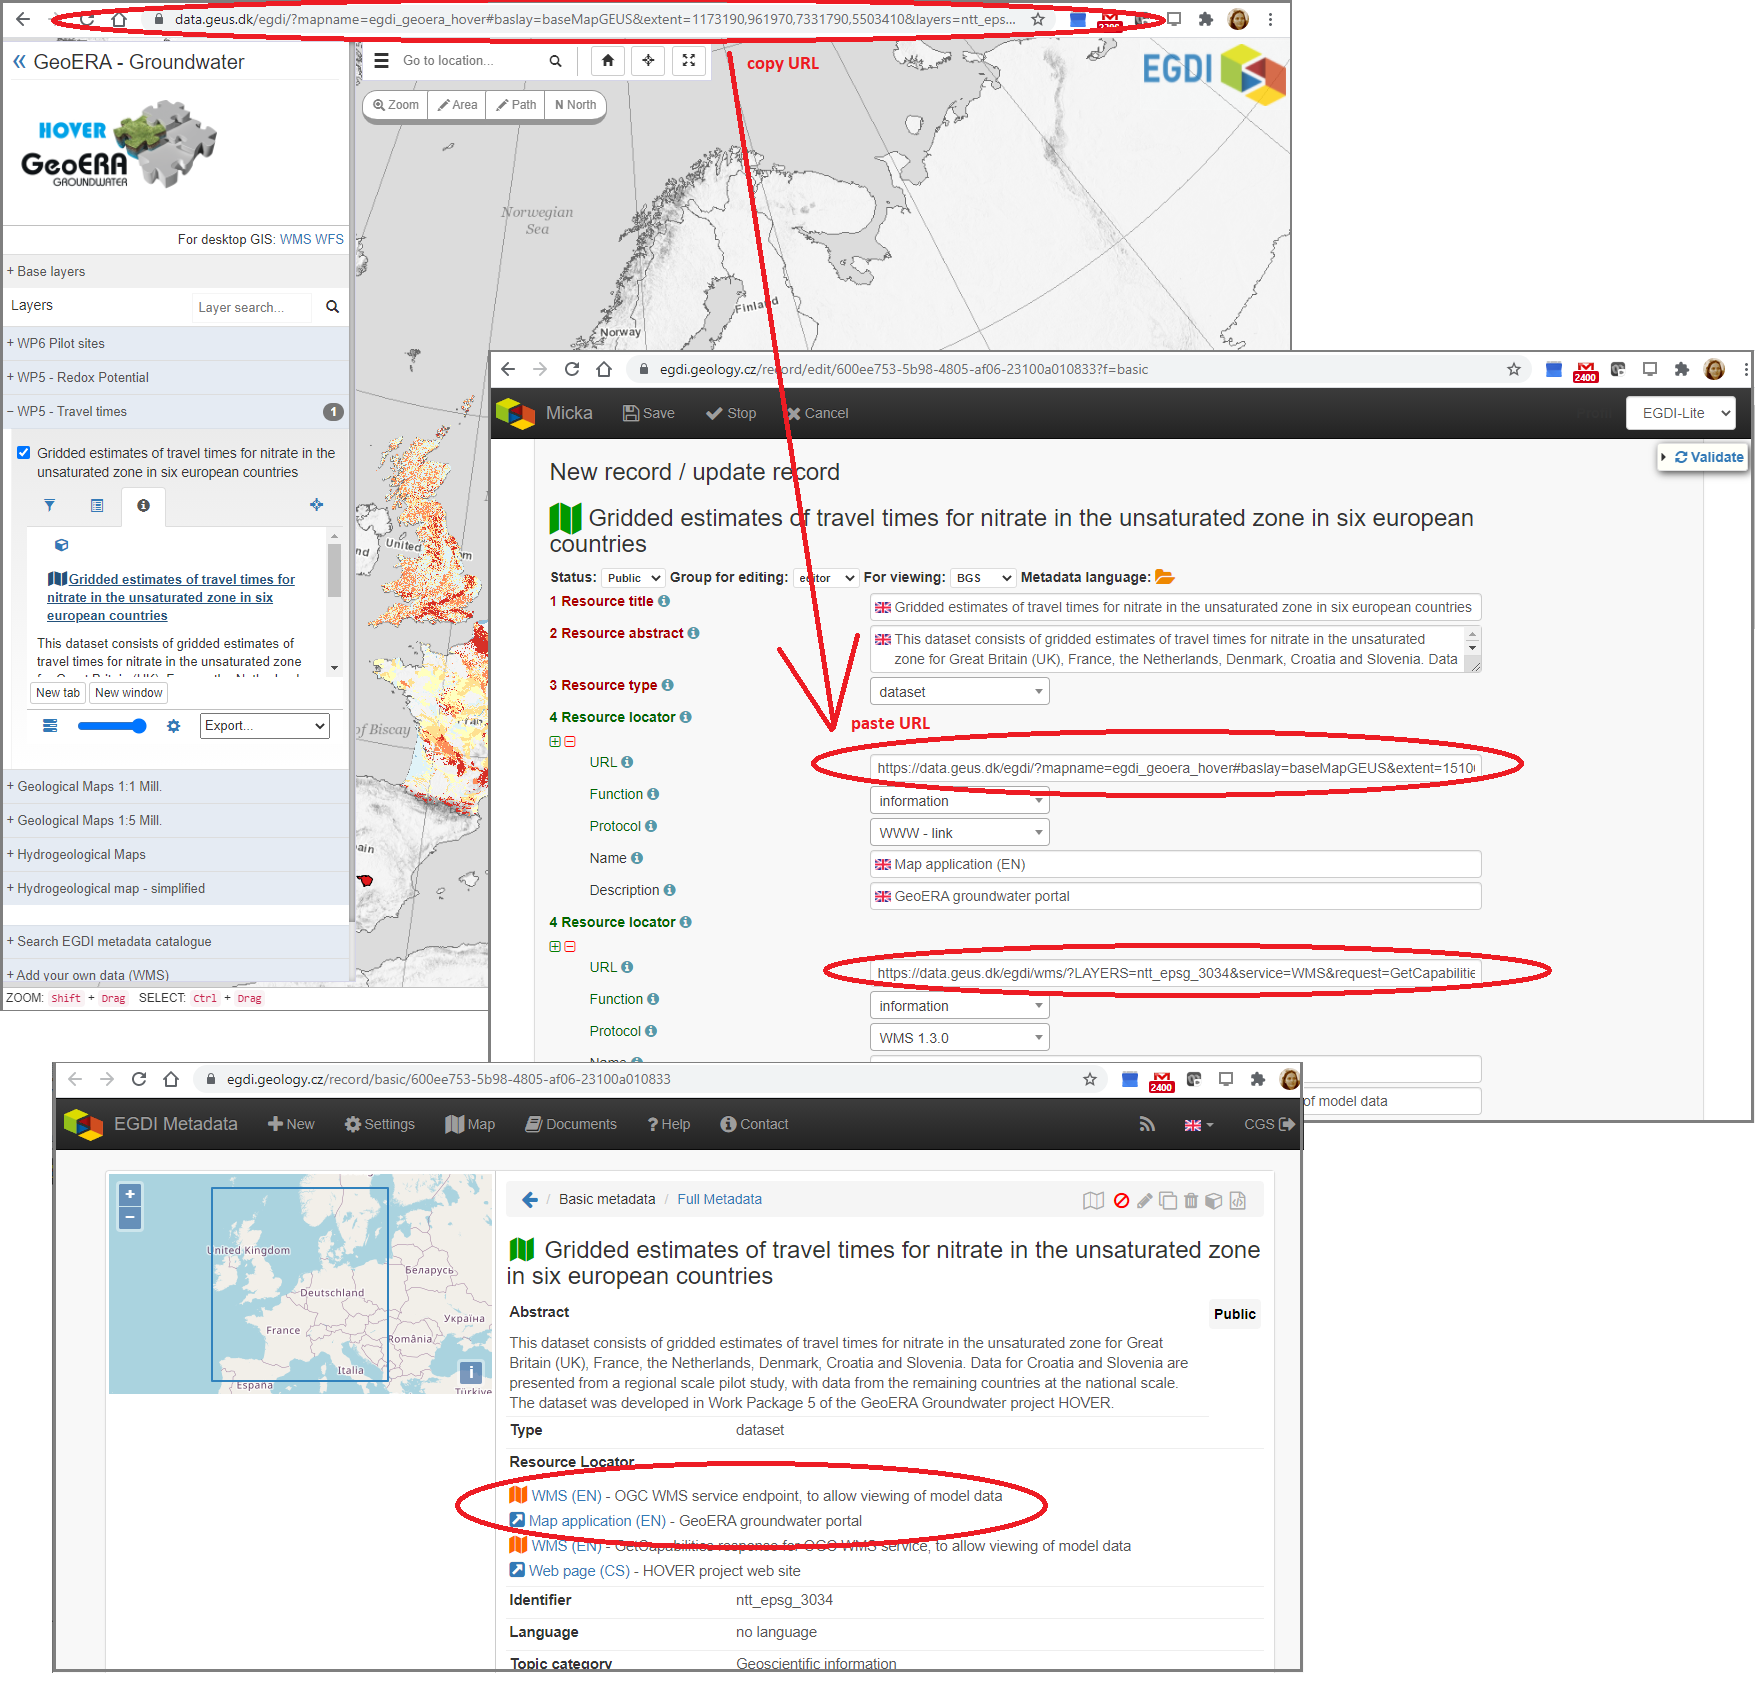 data.geus.dk/egdi/?mapname=egdi_geoera_hover#baslay=baseMapGEUS&extent=1173190,961970,7331790,5503410&layers=ntt_eps...
« GeoERA - Groundwater
HOVER
GeoERA
GROUNDWATER
For desktop GIS: WMS WFS
+ Base layers
Layers
Layer search...
+ WP6 Pilot sites
+ WP5 - Redox Potential
− WP5 - Travel times
1
Gridded estimates of travel times for nitrate in the
unsaturated zone in six european countries
Gridded estimates of travel times for
nitrate in the unsaturated zone in six
european countries
This dataset consists of gridded estimates of
travel times for nitrate in the unsaturated zone
New tab
New window
Export...
+ Geological Maps 1:1 Mill.
+ Geological Maps 1:5 Mill.
+ Hydrogeological Maps
+ Hydrogeological map - simplified
+ Search EGDI metadata catalogue
+ Add your own data (WMS)
ZOOM: Shift + Drag SELECT: Ctrl + Drag
Go to location...
copy URL
EGDI
Zoom
Area
Path
N North
Norwegian
Sea
Finland
Norway
United
of Biscay
egdi.geology.cz/record/edit/600ee753-5b98-4805-af06-23100a010833?f=basic
2400
Micka
Save
Stop
Cancel
EGDI-Lite
Validate
New record / update record
Gridded estimates of travel times for nitrate in the unsaturated zone in six european
countries
Status: Public Group for editing: editor For viewing: BGS Metadata language:
1 Resource title
Gridded estimates of travel times for nitrate in the unsaturated zone in six european countries
2 Resource abstract
This dataset consists of gridded estimates of travel times for nitrate in the unsaturated
zone for Great Britain (UK), France, the Netherlands, Denmark, Croatia and Slovenia. Data
3 Resource type
dataset
4 Resource locator
paste URL
URL
https://data.geus.dk/egdi/?mapname=egdi_geoera_hover#baslay=baseMapGEUS&extent=1510
Function
information
Protocol
WWW - link
Name
Map application (EN)
Description
GeoERA groundwater portal
4 Resource locator
URL
https://data.geus.dk/egdi/wms/?LAYERS=ntt_epsg_3034&service=WMS&request=GetCapabilitie
Function
information
Protocol
WMS 1.3.0
Name
of model data
egdi.geology.cz/record/basic/600ee753-5b98-4805-af06-23100a010833
2400
EGDI Metadata
New
Settings
Map
Documents
Help
Contact
CGS
+
−
United Kingdom
Беларусь
Deutschland
Україна
France
România
Italia
España
Türkiye
/ Basic metadata / Full Metadata
Gridded estimates of travel times for nitrate in the unsaturated zone
in six european countries
Abstract
Public
This dataset consists of gridded estimates of travel times for nitrate in the unsaturated zone for Great
Britain (UK), France, the Netherlands, Denmark, Croatia and Slovenia. Data for Croatia and Slovenia are
presented from a regional scale pilot study, with data from the remaining countries at the national scale.
The dataset was developed in Work Package 5 of the GeoERA Groundwater project HOVER.
Type
dataset
Resource Locator
WMS (EN) - OGC WMS service endpoint, to allow viewing of model data
Map application (EN) - GeoERA groundwater portal
WMS (EN) - GetCapabilities response for OGC WMS service, to allow viewing of model data
Web page (CS) - HOVER project web site
Identifier
ntt_epsg_3034
Language
no language
Topic category
Geoscientific information